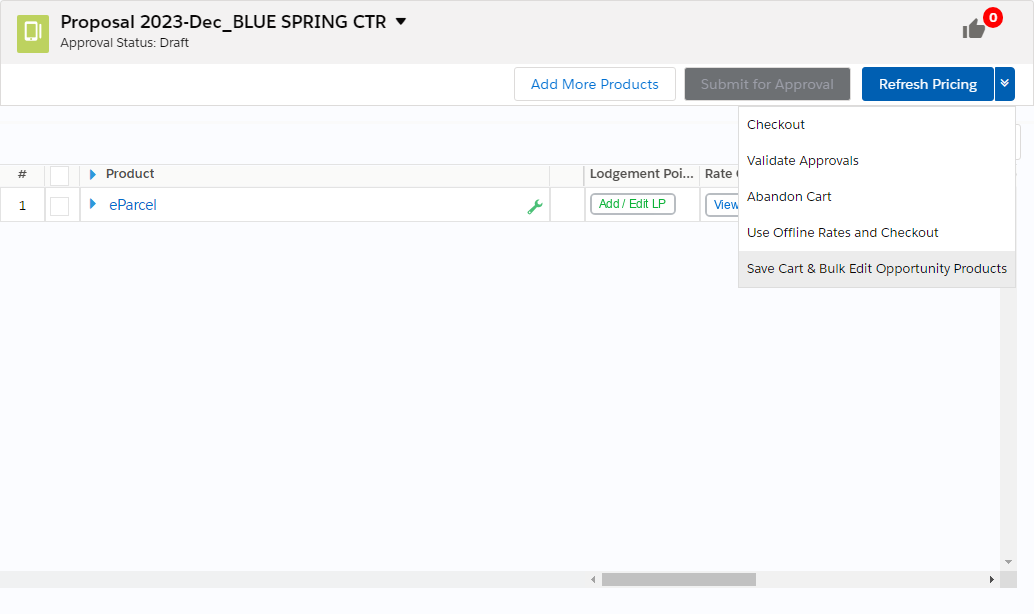 Proposal 2023-Dec_BLUE SPRING CTR
Approval Status: Draft
0
Add More Products
Submit for Approval
Refresh Pricing
Checkout
Validate Approvals
Abandon Cart
Use Offline Rates and Checkout
Save Cart & Bulk Edit Opportunity Products
# Product Lodgement Poi... Rate
1 eParcel Add / Edit LP View